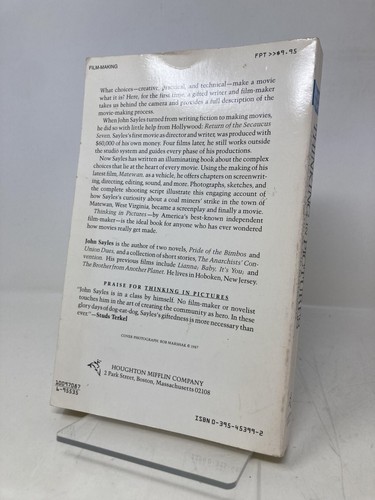 FILM-MAKING
FPT >>$9.95
What choices—creative, practical, and technical—make a movie
what it is? Here, for the first time, a gifted writer and film-maker
takes us behind the camera and provides a full description of the
movie-making process.
When John Sayles turned from writing fiction to making movies,
he did so with little help from Hollywood: Return of the Secaucus
Seven, Sayles's first movie as director and writer, was produced with
$60,000 of his own money. Four films later, he still works outside
the studio system and guides every phase of his productions.
Now Sayles has written an illuminating book about the complex
choices that lie at the heart of every movie. Using the making of his
latest film, Matewan, as a vehicle, he offers chapters on screenwrit-
ing, directing, editing, sound, and more. Photographs, sketches, and
the complete shooting script illustrate this engaging account of
how Sayles's curiosity about a coal miners' strike in the town of
Matewan, West Virginia, became a screenplay and finally a movie.
Thinking in Pictures—by America's best-known independent
film-maker—is the ideal book for anyone who has ever wondered
how movies really get made.
John Sayles is the author of two novels, Pride of the Bimbos and
Union Dues, and a collection of short stories, The Anarchists' Con-
vention. His previous films include Lianna; Baby, It's You; and
The Brother from Another Planet. He lives in Hoboken, New Jersey.
PRAISE FOR THINKING IN PICTURES
"John Sayles is in a class by himself. No film-maker or novelist
touches him in the art of creating the community as hero. In these
glory days of dog-eat-dog, Sayles's giftedness is more necessary than
ever." —Studs Terkel
COVER PHOTOGRAPH: BOB MARSHAK © 1987
HOUGHTON MIFFLIN COMPANY
2 Park Street, Boston, Massachusetts 02108
6-95535
ISBN 0-395-45399-2